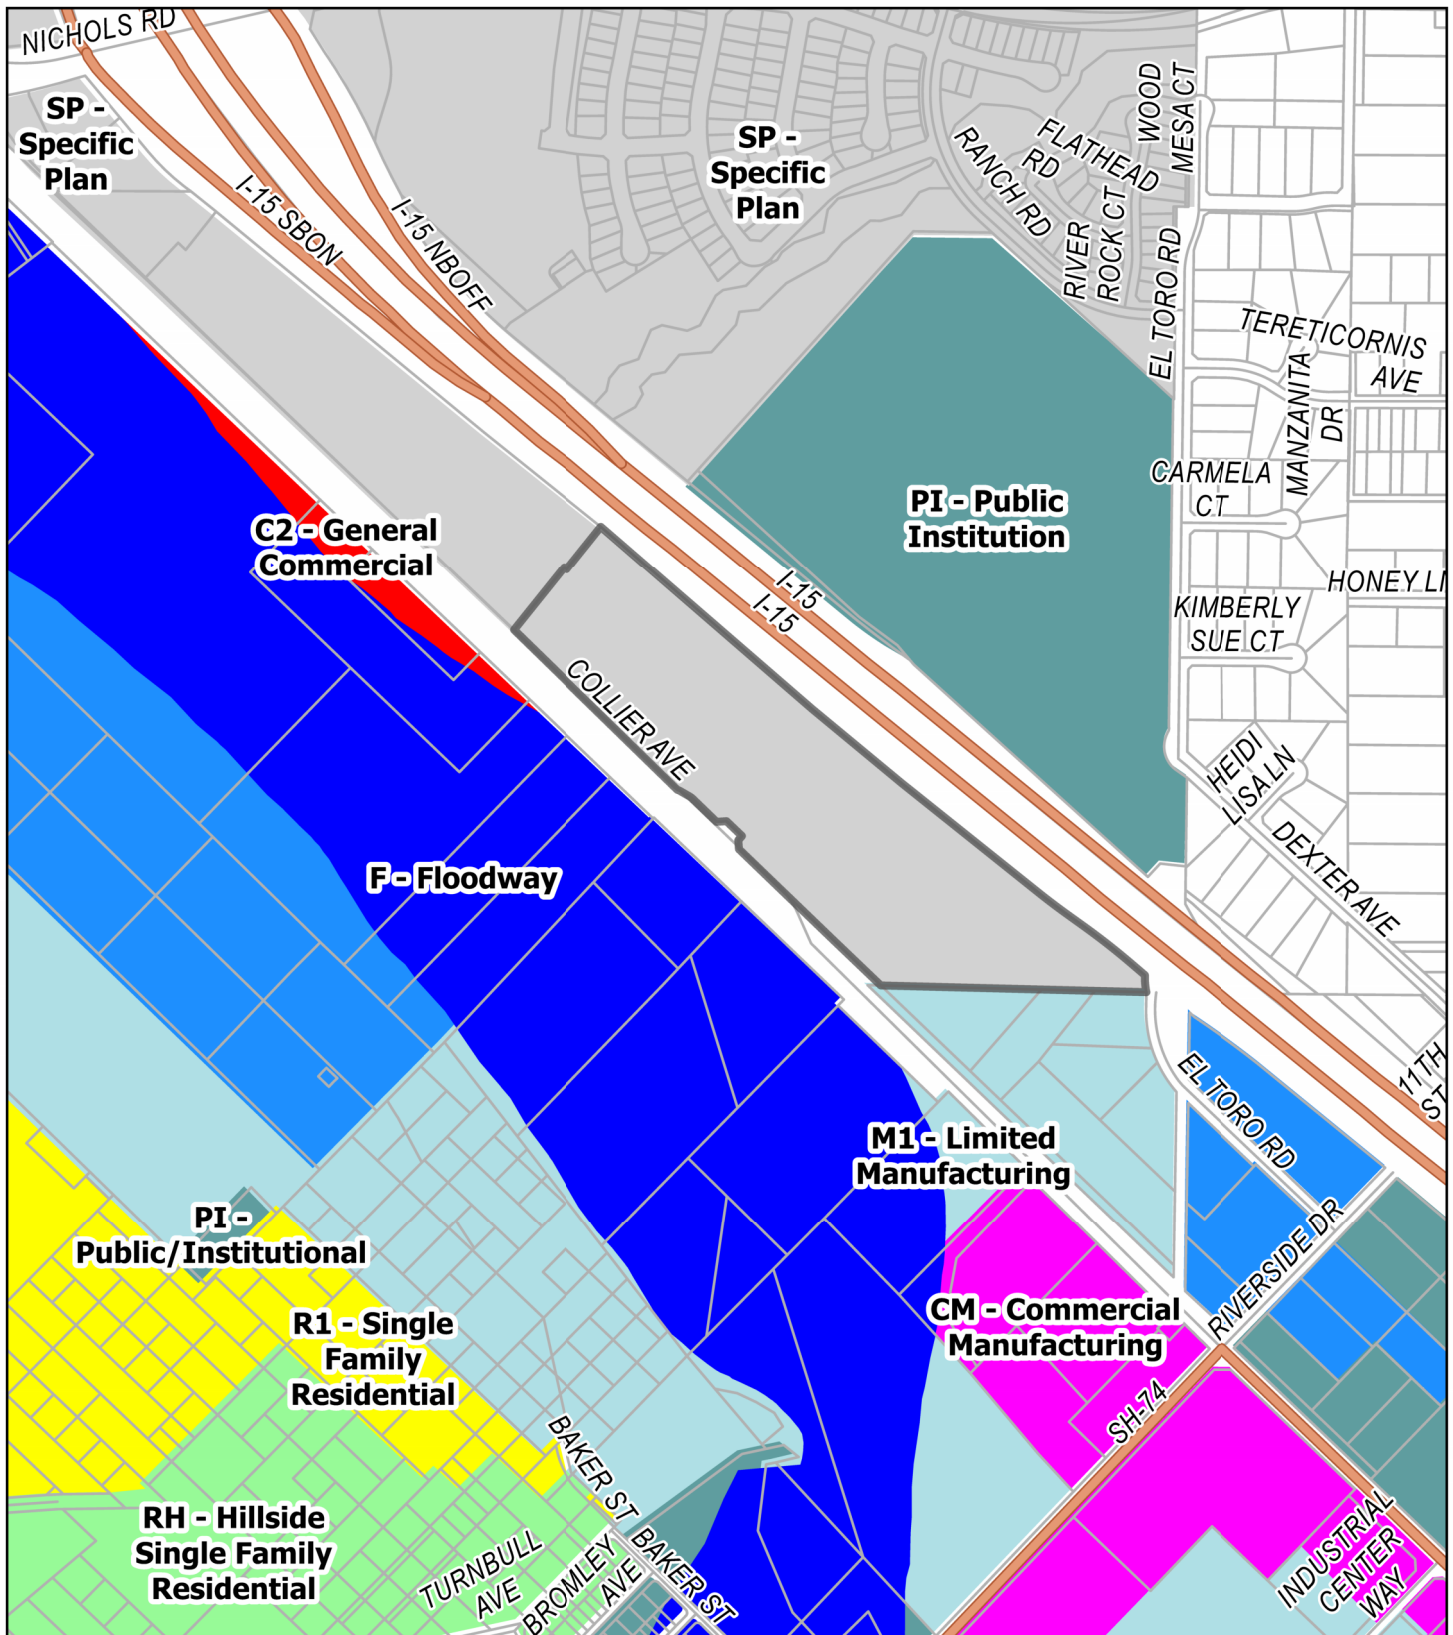 NICHOLS RD
SP -
Specific
Plan
SP -
Specific
Plan
WOOD
MESA CT
FLATHEAD
RD
RANCH RD
RIVER
ROCK CT
EL TORO RD
I-15 SBON
I-15 NBOFF
TERETICORNIS
AVE
MANZANITA
DR
CARMELA
CT
PI - Public
Institution
C2 - General
Commercial
I-15
I-15
HONEY LI
KIMBERLY
SUE CT
COLLIER AVE
HEIDI
LISA LN
DEXTER AVE
F - Floodway
11TH
ST
EL TORO RD
M1 - Limited
Manufacturing
PI -
Public/Institutional
RIVERSIDE DR
CM - Commercial
Manufacturing
R1 - Single
Family
Residential
SH-74
BAKER ST
RH - Hillside
Single Family
Residential
TURNBULL
AVE
BROMLEY
AVE
BAKER ST
INDUSTRIAL
CENTER
WAY